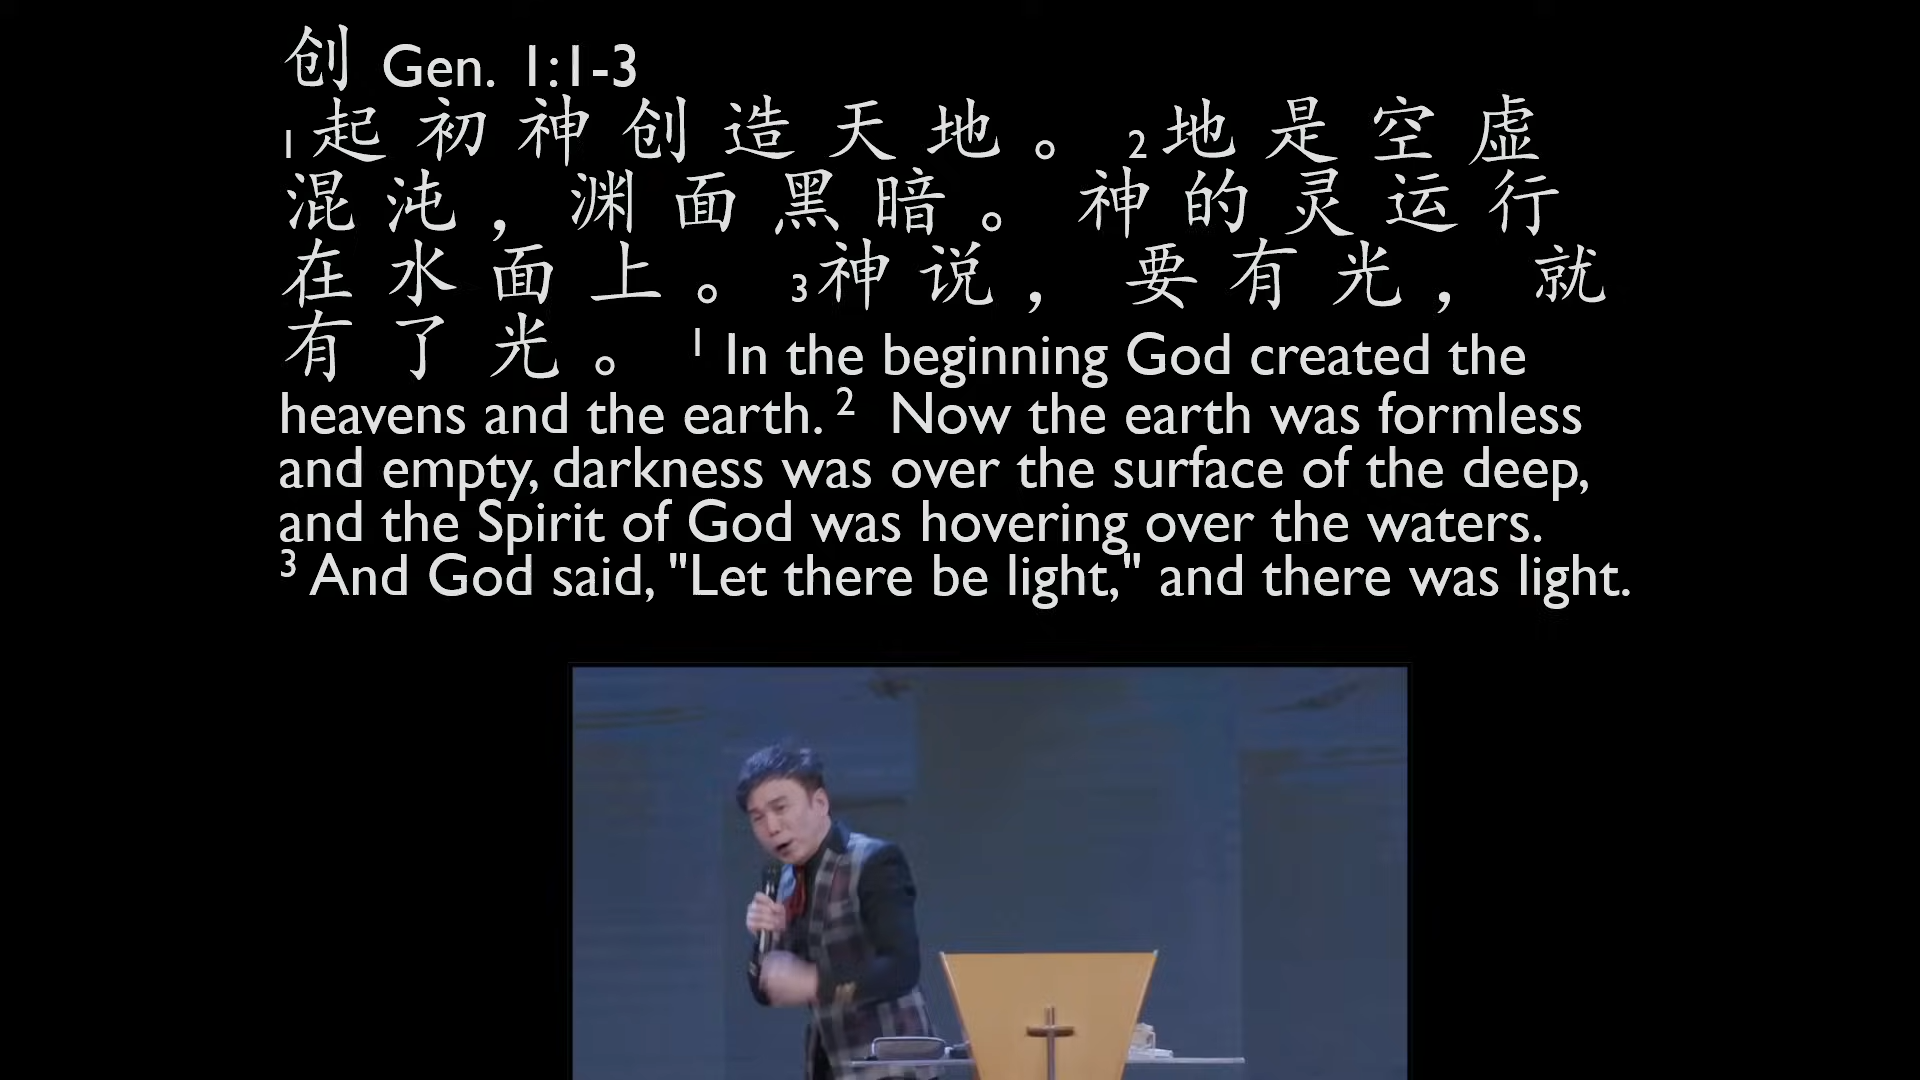 创 Gen. 1:1-3
1起初神创造天地。 2地是空虚
混沌，渊面黑暗。 神的灵运行
在水面上。 3神说， 要有光， 就
有了光。 1 In the beginning God created the
heavens and the earth. 2 Now the earth was formless
and empty, darkness was over the surface of the deep,
and the Spirit of God was hovering over the waters.
3 And God said, "Let there be light," and there was light.